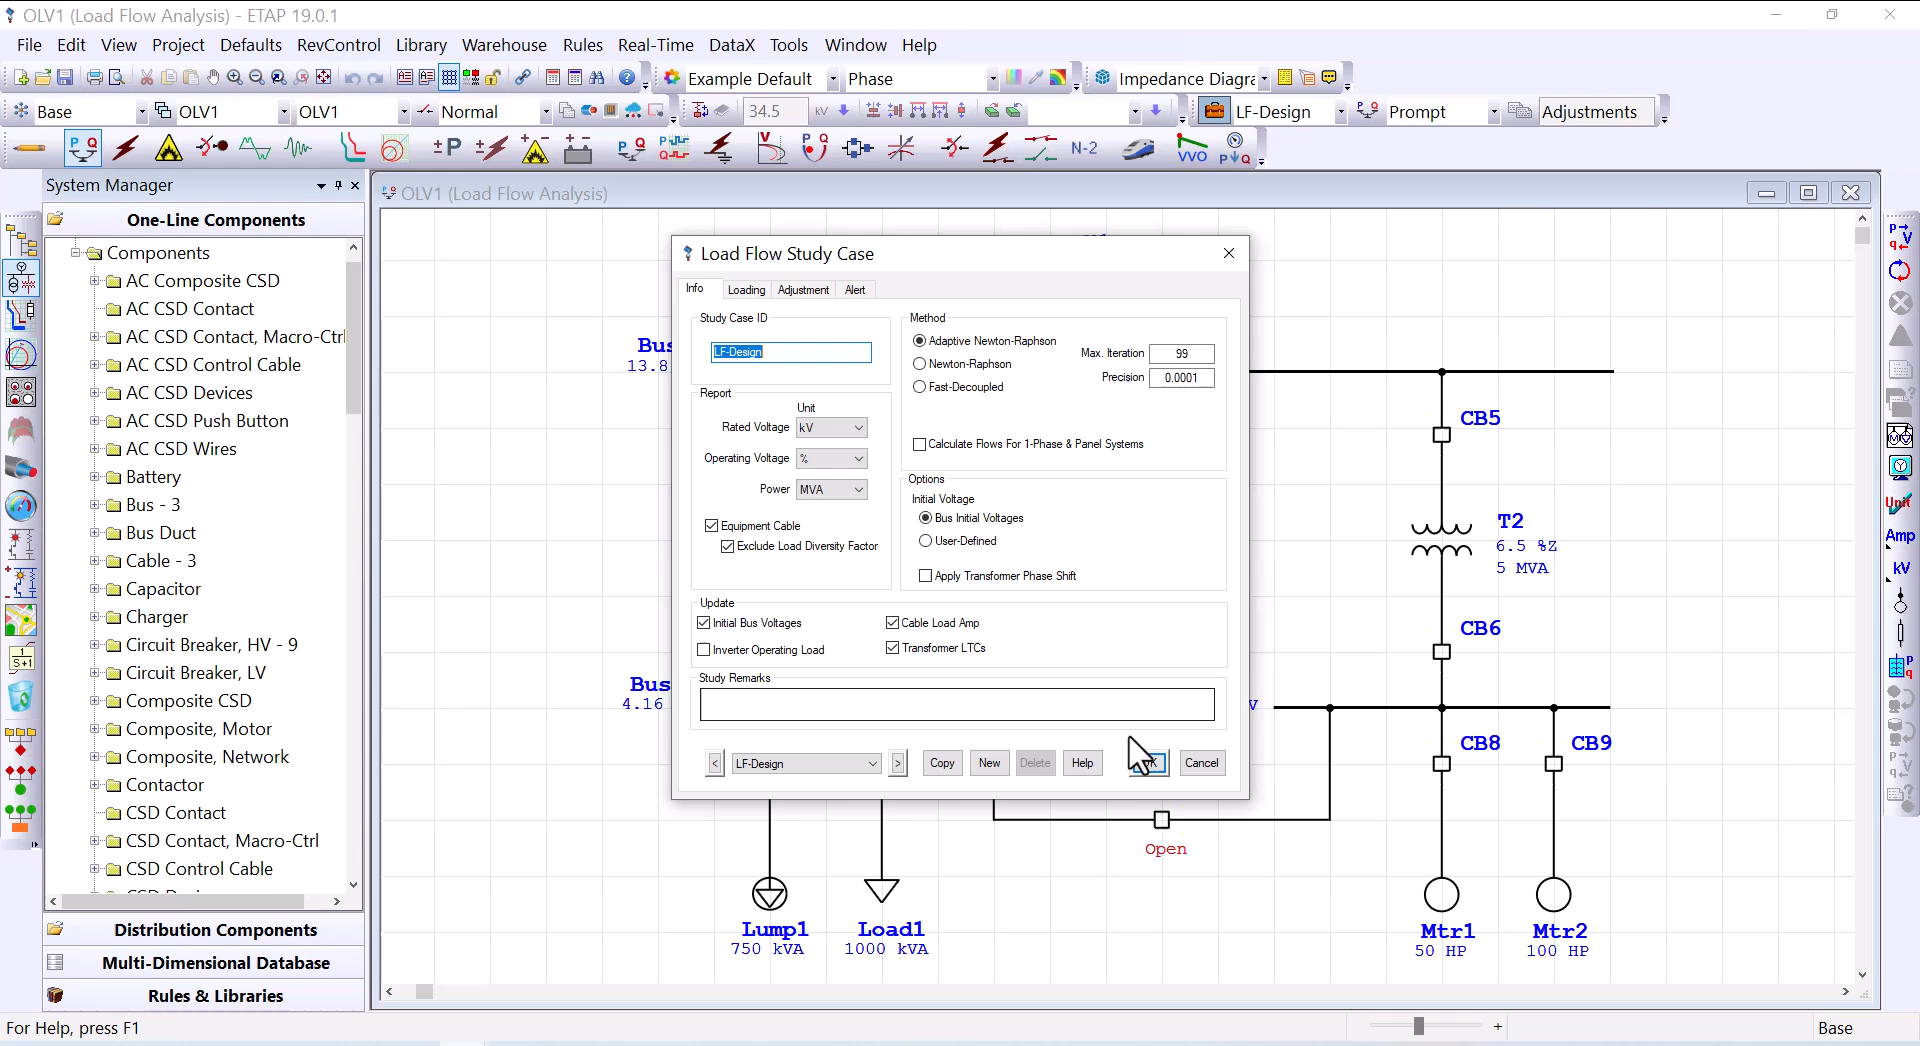 OLV1 (Load Flow Analysis) - ETAP 19.0.1
File Edit View Project Defaults RevControl Library Warehouse Rules Real-Time DataX Tools Window Help
Example Default Phase Impedance Diagra
Base OLV1 OLV1 Normal 34.5 kV LF-Design Prompt Adjustments
N-2 VVO
System Manager
One-Line Components
Components
AC Composite CSD
AC CSD Contact
AC CSD Contact, Macro-Ctrl
AC CSD Control Cable
AC CSD Devices
AC CSD Push Button
AC CSD Wires
Battery
Bus - 3
Bus Duct
Cable - 3
Capacitor
Charger
Circuit Breaker, HV - 9
Circuit Breaker, LV
Composite CSD
Composite, Motor
Composite, Network
Contactor
CSD Contact
CSD Contact, Macro-Ctrl
CSD Control Cable
Distribution Components
Multi-Dimensional Database
Rules & Libraries
OLV1 (Load Flow Analysis)
Bus
13.8
Bus
4.16
Load Flow Study Case
Info Loading Adjustment Alert
Study Case ID
LF-Design
Report
Unit
Rated Voltage kV
Operating Voltage %
Power MVA
Equipment Cable
Exclude Load Diversity Factor
Method
Adaptive Newton-Raphson
Newton-Raphson
Fast-Decoupled
Max. Iteration 99
Precision 0.0001
Calculate Flows For 1-Phase & Panel Systems
Options
Initial Voltage
Bus Initial Voltages
User-Defined
Apply Transformer Phase Shift
Update
Initial Bus Voltages
Cable Load Amp
Inverter Operating Load
Transformer LTCs
Study Remarks
< LF-Design > Copy New Delete Help Cancel
V
CB5
T2
6.5 %Z
5 MVA
CB6
CB8
CB9
Open
Lump1
750 kVA
Load1
1000 kVA
Mtr1
50 HP
Mtr2
100 HP
Unit
Amp
kV
For Help, press F1
Base